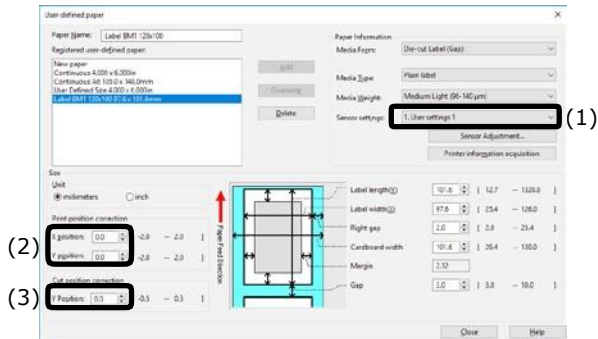 User-defined paper
Paper Name: Label BM1 120x100
Registered user-defined paper:
New paper
Continuous 4.000 x 6.000in
Continuous A6 105.0 x 148.0mm
User Defined Size 4.000 x 6.000in
Label BM1 120x100 97.6 x 101.6mm
Add
Overwrite
Delete
Paper Information
Media Form: Die-cut Label (Gap)
Media Type: Plain label
Media Weight: Medium Light (96-140 μm)
Sensor settings: 1. User settings 1
(1)
Sensor Adjustment...
Printer information acquisition
Size
Unit
millimeters inch
Print position correction
(2)
X position: 0.0 [ -2.0 -- 2.0 ]
Y position: 0.0 [ -2.0 -- 2.0 ]
Cut position correction
(3)
Y Position: 0.0 [ -0.5 -- 0.5 ]
Paper Feed Direction
Label length(Y) 101.6 [ 12.7 -- 1320.8 ]
Label width(X) 97.6 [ 25.4 -- 126.0 ]
Right gap 2.0 [ 2.0 -- 25.4 ]
Cardboard width 101.6 [ 29.4 -- 130.0 ]
Margin 2.12
Gap 3.0 [ 3.0 -- 10.0 ]
Close
Help